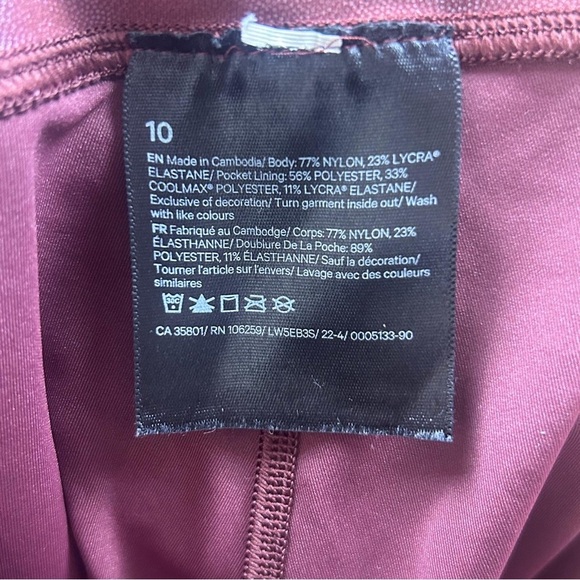 10
EN Made in Cambodia/ Body: 77% NYLON, 23% LYCRA®
ELASTANE/ Pocket Lining: 56% POLYESTER, 33%
COOLMAX® POLYESTER, 11% LYCRA® ELASTANE/
Exclusive of decoration/ Turn garment inside out/ Wash
with like colours
FR Fabriqué au Cambodge/ Corps: 77% NYLON, 23%
ÉLASTHANNE/ Doublure De La Poche: 89%
POLYESTER, 11% ÉLASTHANNE/ Sauf la décoration/
Tourner l'article sur l'envers/ Lavage avec des couleurs
similaires
30C
CA 35801/ RN 106259/ LW5EB3S/ 22-4/ 0005133-90